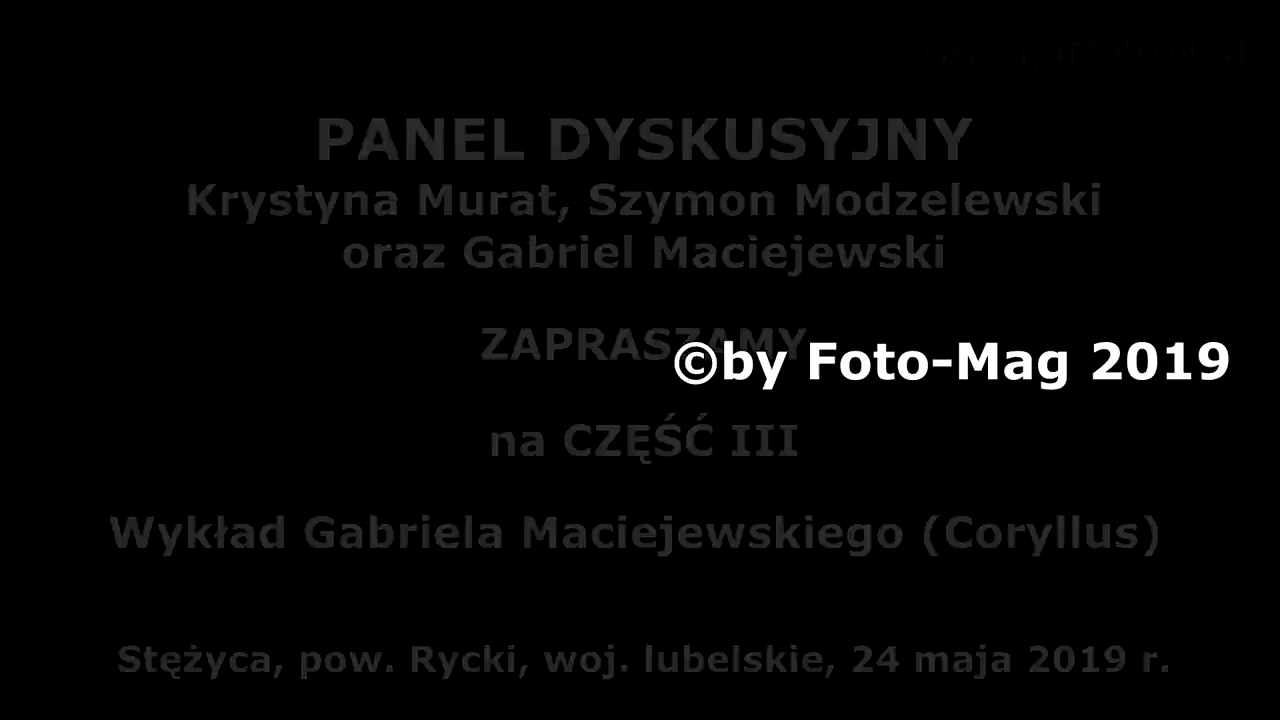 PANEL DYSKUSYJNY
Krystyna Murat, Szymon Modzelewski
oraz Gabriel Maciejewski
ZAPRASZAMY
©by Foto-Mag 2019
na CZĘŚĆ III
Wykład Gabriela Maciejewskiego (Coryllus)
Stężyca, pow. Rycki, woj. lubelskie, 24 maja 2019 r.